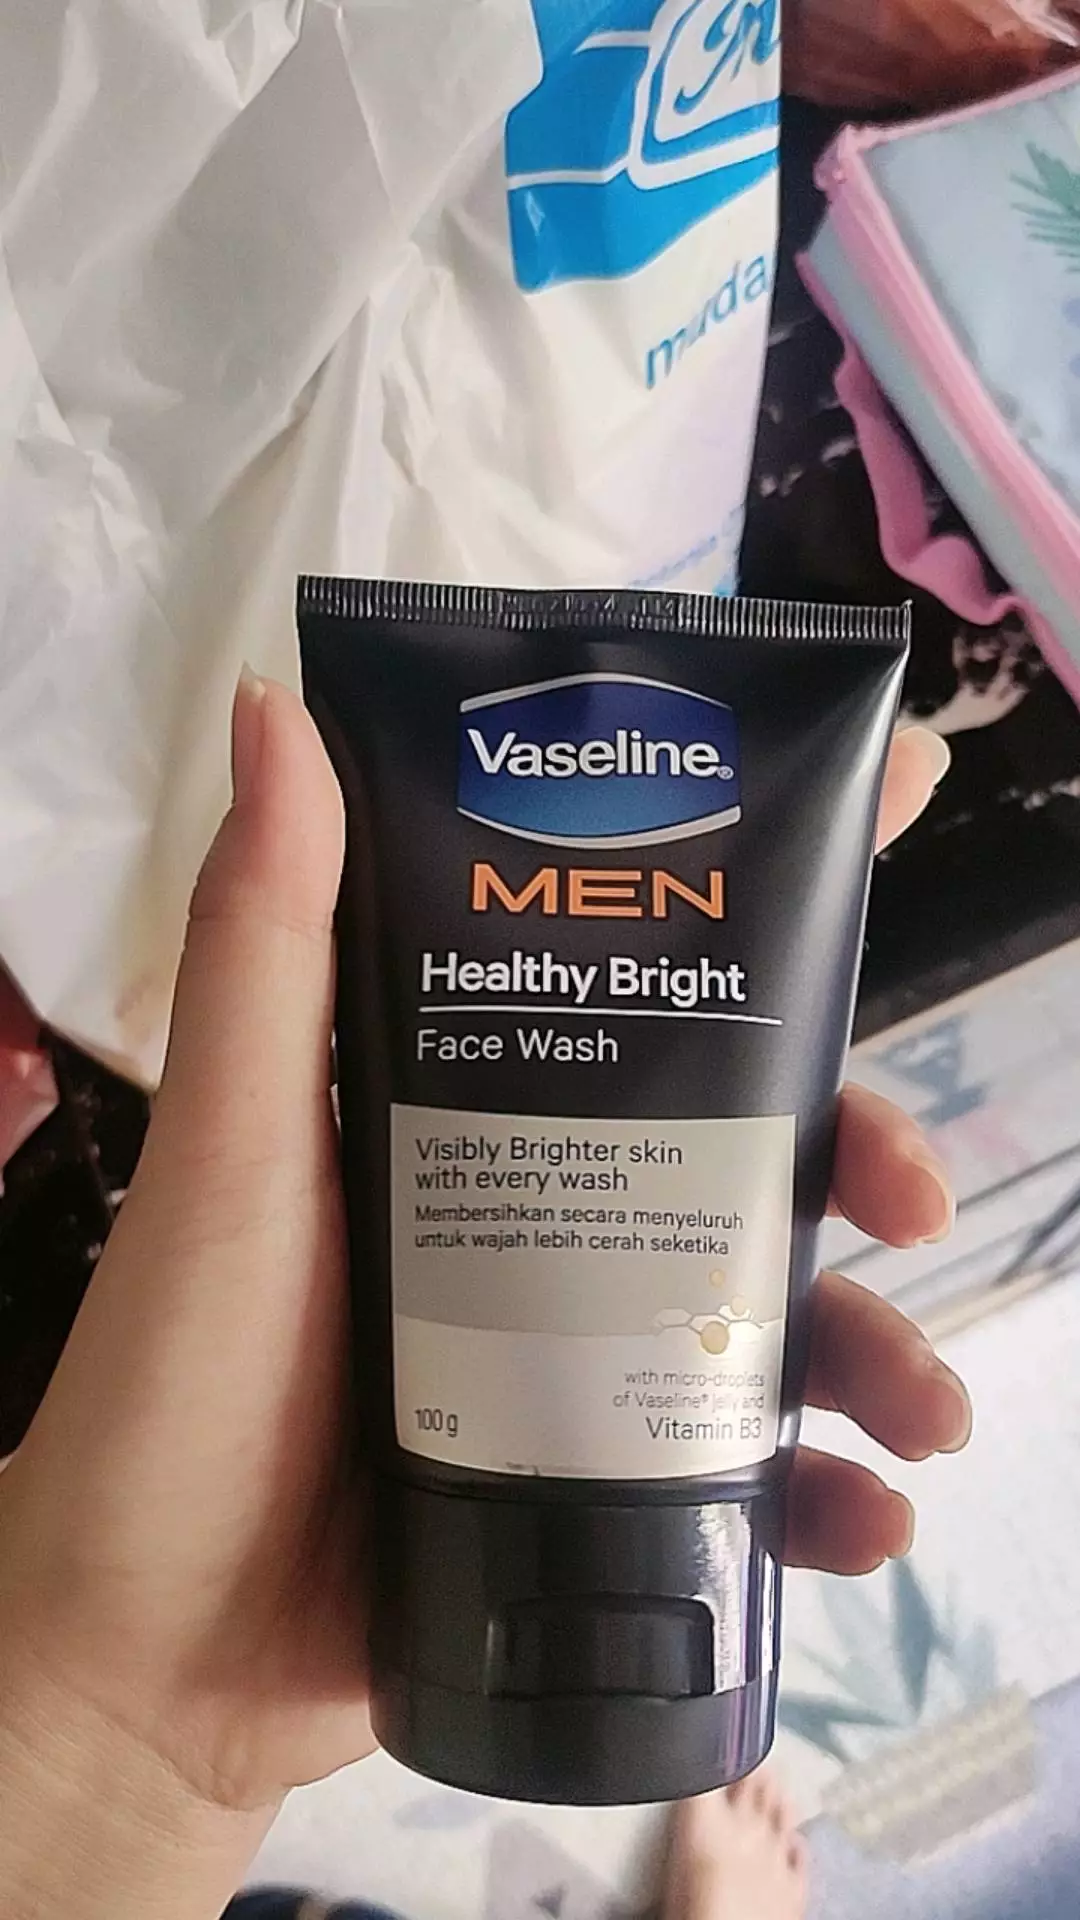 In
muda
Vaseline®
MEN
Healthy Bright
Face Wash
Visibly Brighter skin
with every wash
Membersihkan secara menyeluruh
untuk wajah lebih cerah seketika
with micro-droplets
of Vaseline® Jelly and
100 g
Vitamin B3